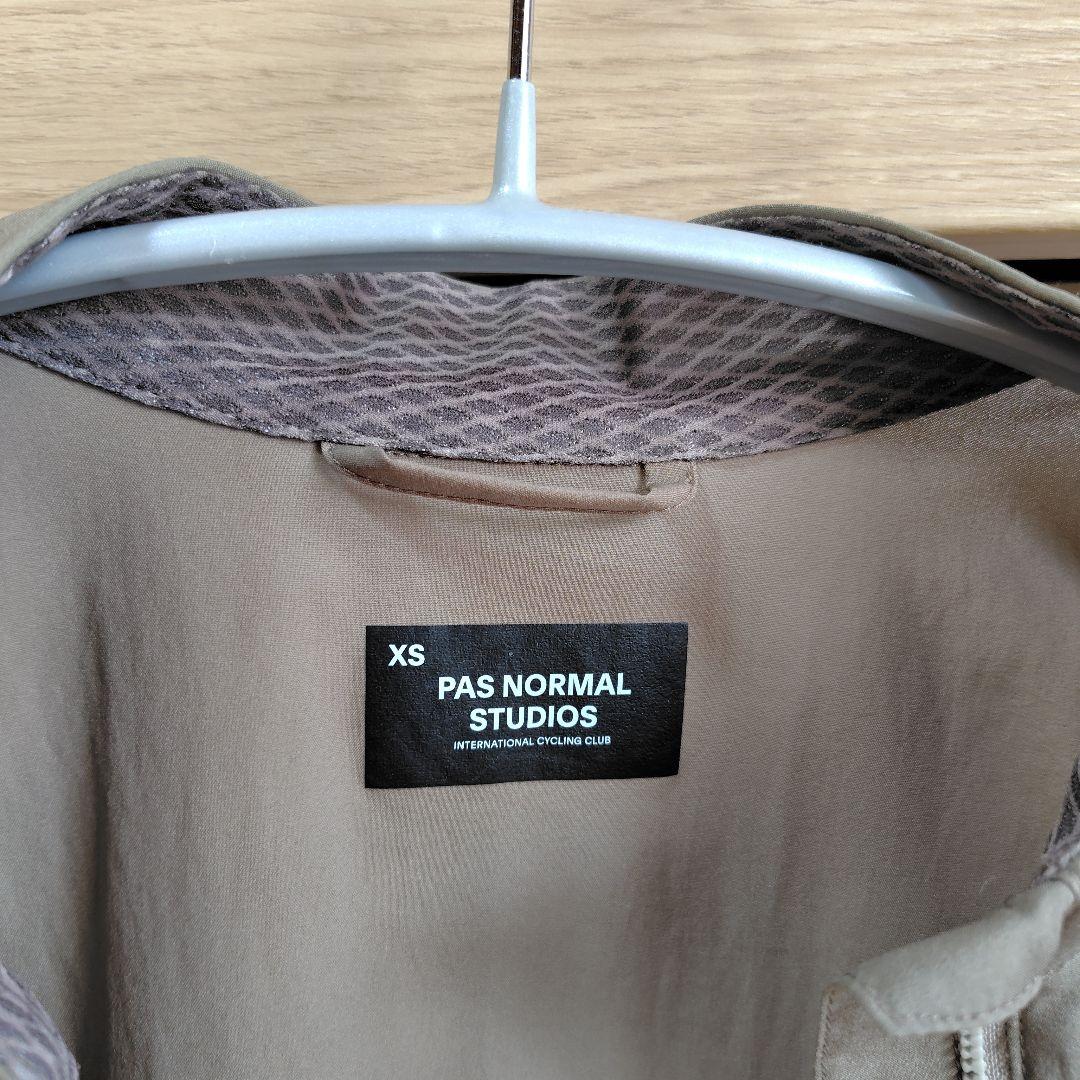 XS
PAS NORMAL
STUDIOS
INTERNATIONAL CYCLING CLUB